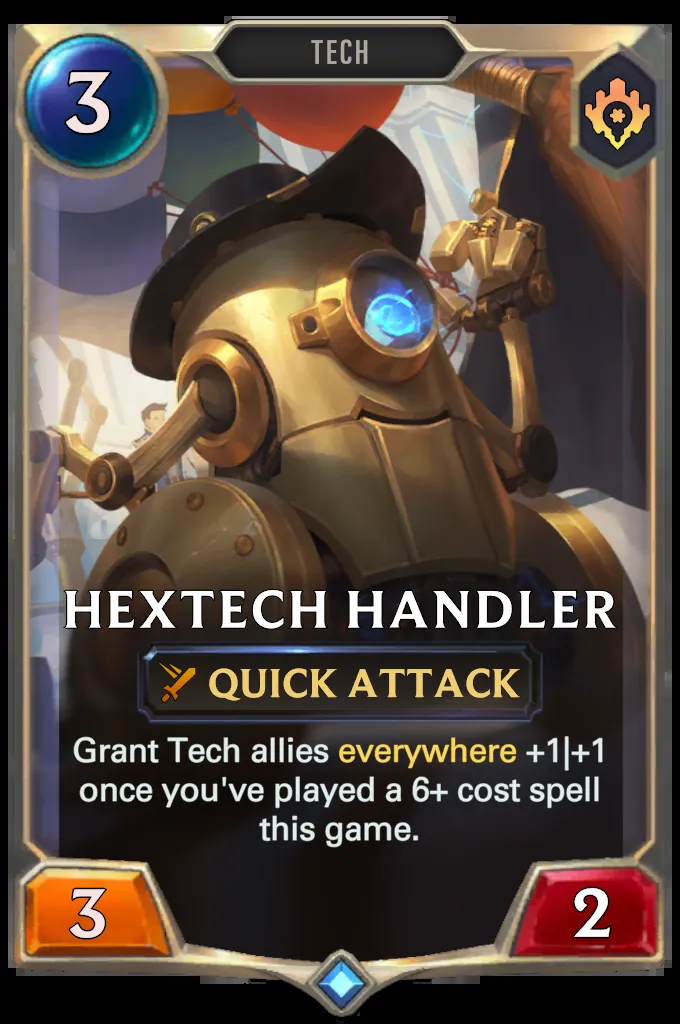 TECH
3
HEXTECH HANDLER
QUICK ATTACK
Grant Tech allies everywhere +1|+1
once you've played a 6+ cost spell
this game.
3
2